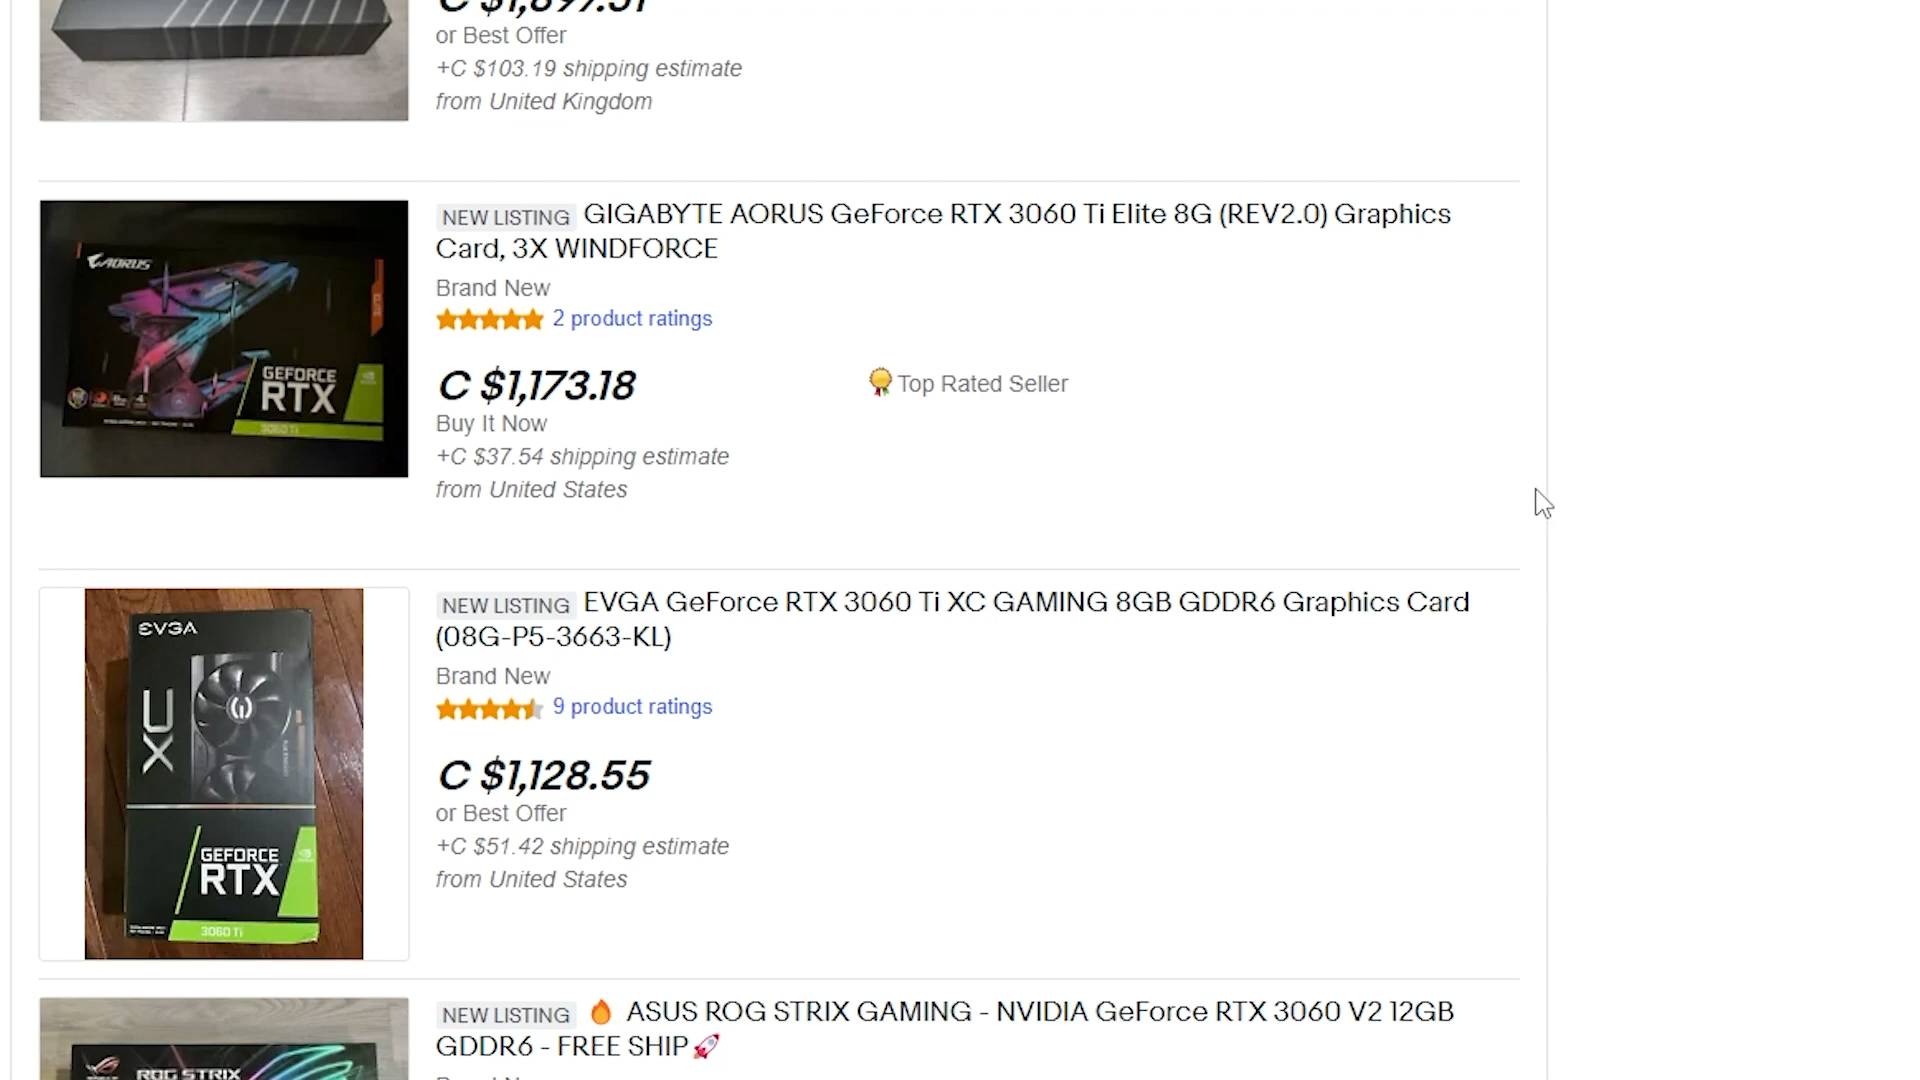 C $1,899.51
or Best Offer
+C $103.19 shipping estimate
from United Kingdom
AORUS
GEFORCE
RTX
3060 Ti
NEW LISTING GIGABYTE AORUS GeForce RTX 3060 Ti Elite 8G (REV2.0) Graphics
Card, 3X WINDFORCE
Brand New
2 product ratings
C $1,173.18
Top Rated Seller
Buy It Now
+C $37.54 shipping estimate
from United States
EVGA
XC
GEFORCE
RTX
3060 Ti
NEW LISTING EVGA GeForce RTX 3060 Ti XC GAMING 8GB GDDR6 Graphics Card
(08G-P5-3663-KL)
Brand New
9 product ratings
C $1,128.55
or Best Offer
+C $51.42 shipping estimate
from United States
ROG STRIX
NEW LISTING 🔥 ASUS ROG STRIX GAMING - NVIDIA GeForce RTX 3060 V2 12GB
GDDR6 - FREE SHIP🚀